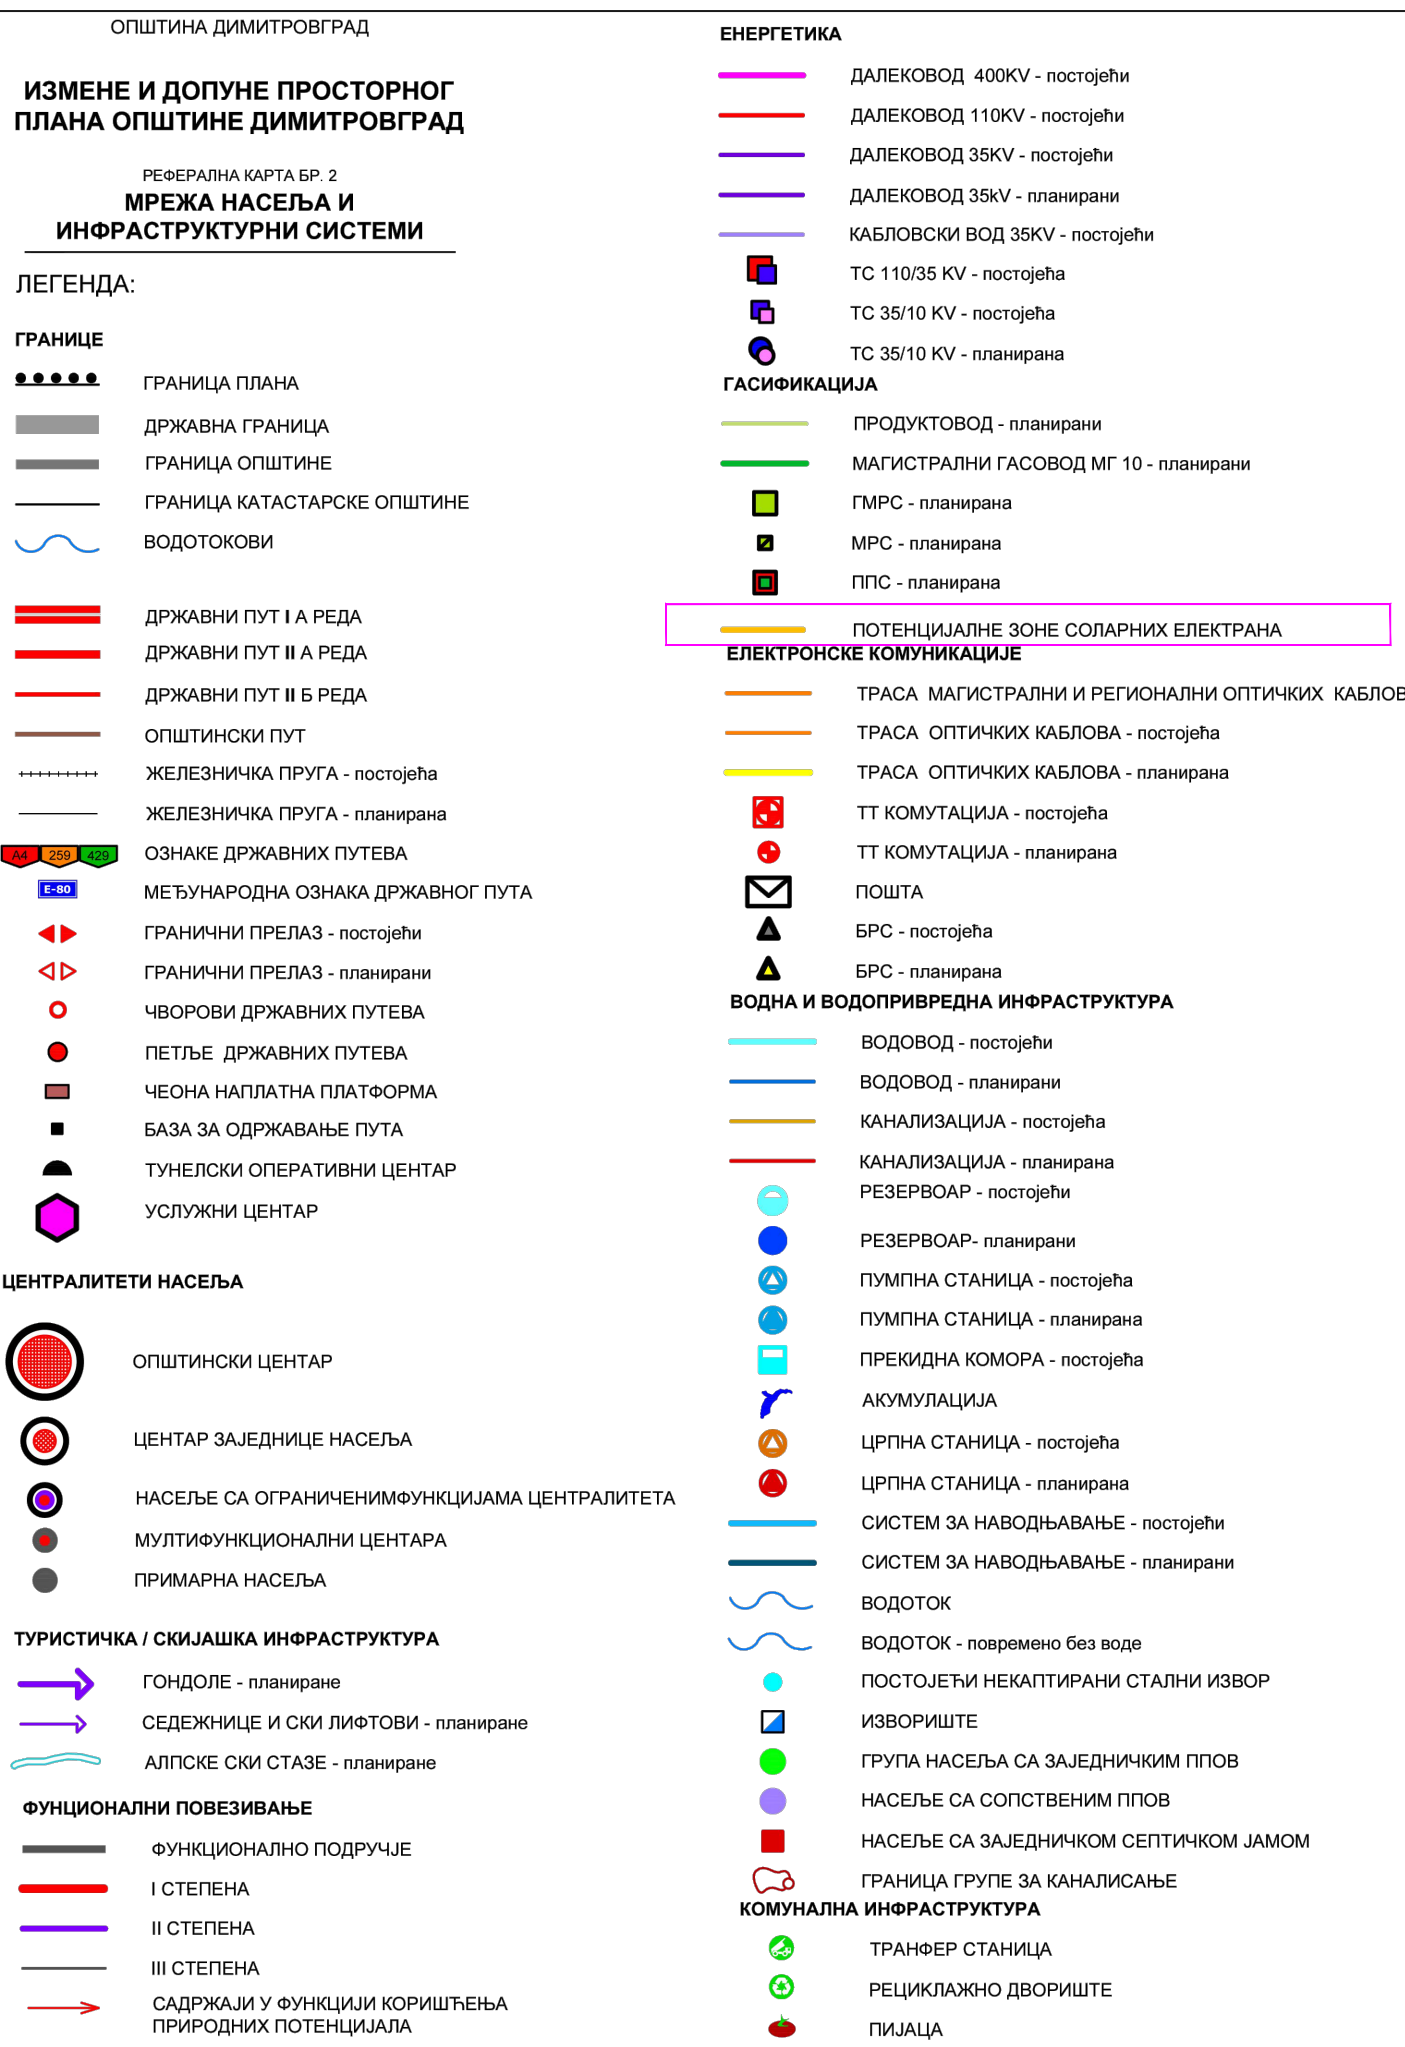 ОПШТИНА ДИМИТРОВГРАД
ИЗМЕНЕ И ДОПУНЕ ПРОСТОРНОГ
ПЛАНА ОПШТИНЕ ДИМИТРОВГРАД
РЕФЕРАЛНА КАРТА БР. 2
МРЕЖА НАСЕЉА И
ИНФРАСТРУКТУРНИ СИСТЕМИ
ЛЕГЕНДА:
ГРАНИЦЕ
ГРАНИЦА ПЛАНА
ДРЖАВНА ГРАНИЦА
ГРАНИЦА ОПШТИНЕ
ГРАНИЦА КАТАСТАРСКЕ ОПШТИНЕ
ВОДОТОКОВИ
ДРЖАВНИ ПУТ I А РЕДА
ДРЖАВНИ ПУТ II А РЕДА
ДРЖАВНИ ПУТ II Б РЕДА
ОПШТИНСКИ ПУТ
ЖЕЛЕЗНИЧКА ПРУГА - постојећа
ЖЕЛЕЗНИЧКА ПРУГА - планирана
A4 259 429 ОЗНАКЕ ДРЖАВНИХ ПУТЕВА
E-80 МЕЂУНАРОДНА ОЗНАКА ДРЖАВНОГ ПУТА
ГРАНИЧНИ ПРЕЛАЗ - постојећи
ГРАНИЧНИ ПРЕЛАЗ - планирани
ЧВОРОВИ ДРЖАВНИХ ПУТЕВА
ПЕТЉЕ ДРЖАВНИХ ПУТЕВА
ЧЕОНА НАПЛАТНА ПЛАТФОРМА
БАЗА ЗА ОДРЖАВАЊЕ ПУТА
ТУНЕЛСКИ ОПЕРАТИВНИ ЦЕНТАР
УСЛУЖНИ ЦЕНТАР
ЦЕНТРАЛИТЕТИ НАСЕЉА
ОПШТИНСКИ ЦЕНТАР
ЦЕНТАР ЗАЈЕДНИЦЕ НАСЕЉА
НАСЕЉЕ СА ОГРАНИЧЕНИМФУНКЦИЈАМА ЦЕНТРАЛИТЕТА
МУЛТИФУНКЦИОНАЛНИ ЦЕНТАРА
ПРИМАРНА НАСЕЉА
ТУРИСТИЧКА / СКИЈАШКА ИНФРАСТРУКТУРА
ГОНДОЛЕ - планиране
СЕДЕЖНИЦЕ И СКИ ЛИФТОВИ - планиране
АЛПСКЕ СКИ СТАЗЕ - планиране
ФУНЦИОНАЛНИ ПОВЕЗИВАЊЕ
ФУНКЦИОНАЛНО ПОДРУЧЈЕ
I СТЕПЕНА
II СТЕПЕНА
III СТЕПЕНА
САДРЖАЈИ У ФУНКЦИЈИ КОРИШЋЕЊА
ПРИРОДНИХ ПОТЕНЦИЈАЛА
ЕНЕРГЕТИКА
ДАЛЕКОВОД 400KV - постојећи
ДАЛЕКОВОД 110KV - постојећи
ДАЛЕКОВОД 35KV - постојећи
ДАЛЕКОВОД 35kV - планирани
КАБЛОВСКИ ВОД 35KV - постојећи
ТС 110/35 KV - постојећа
ТС 35/10 KV - постојећа
ТС 35/10 KV - планирана
ГАСИФИКАЦИЈА
ПРОДУКТОВОД - планирани
МАГИСТРАЛНИ ГАСОВОД МГ 10 - планирани
ГМРС - планирана
МРС - планирана
ППС - планирана
ПОТЕНЦИЈАЛНЕ ЗОНЕ СОЛАРНИХ ЕЛЕКТРАНА
ЕЛЕКТРОНСКЕ КОМУНИКАЦИЈЕ
ТРАСА МАГИСТРАЛНИ И РЕГИОНАЛНИ ОПТИЧКИХ КАБЛОВ
ТРАСА ОПТИЧКИХ КАБЛОВА - постојећа
ТРАСА ОПТИЧКИХ КАБЛОВА - планирана
ТТ КОМУТАЦИЈА - постојећа
ТТ КОМУТАЦИЈА - планирана
ПОШТА
БРС - постојећа
БРС - планирана
ВОДНА И ВОДОПРИВРЕДНА ИНФРАСТРУКТУРА
ВОДОВОД - постојећи
ВОДОВОД - планирани
КАНАЛИЗАЦИЈА - постојећа
КАНАЛИЗАЦИЈА - планирана
РЕЗЕРВОАР - постојећи
РЕЗЕРВОАР- планирани
ПУМПНА СТАНИЦА - постојећа
ПУМПНА СТАНИЦА - планирана
ПРЕКИДНА КОМОРА - постојећа
АКУМУЛАЦИЈА
ЦРПНА СТАНИЦА - постојећа
ЦРПНА СТАНИЦА - планирана
СИСТЕМ ЗА НАВОДЊАВАЊЕ - постојећи
СИСТЕМ ЗА НАВОДЊАВАЊЕ - планирани
ВОДОТОК
ВОДОТОК - повремено без воде
ПОСТОЈЕЋИ НЕКАПТИРАНИ СТАЛНИ ИЗВОР
ИЗВОРИШТЕ
ГРУПА НАСЕЉА СА ЗАЈЕДНИЧКИМ ППОВ
НАСЕЉЕ СА СОПСТВЕНИМ ППОВ
НАСЕЉЕ СА ЗАЈЕДНИЧКОМ СЕПТИЧКОМ ЈАМОМ
ГРАНИЦА ГРУПЕ ЗА КАНАЛИСАЊЕ
КОМУНАЛНА ИНФРАСТРУКТУРА
ТРАНФЕР СТАНИЦА
РЕЦИКЛАЖНО ДВОРИШТЕ
ПИЈАЦА